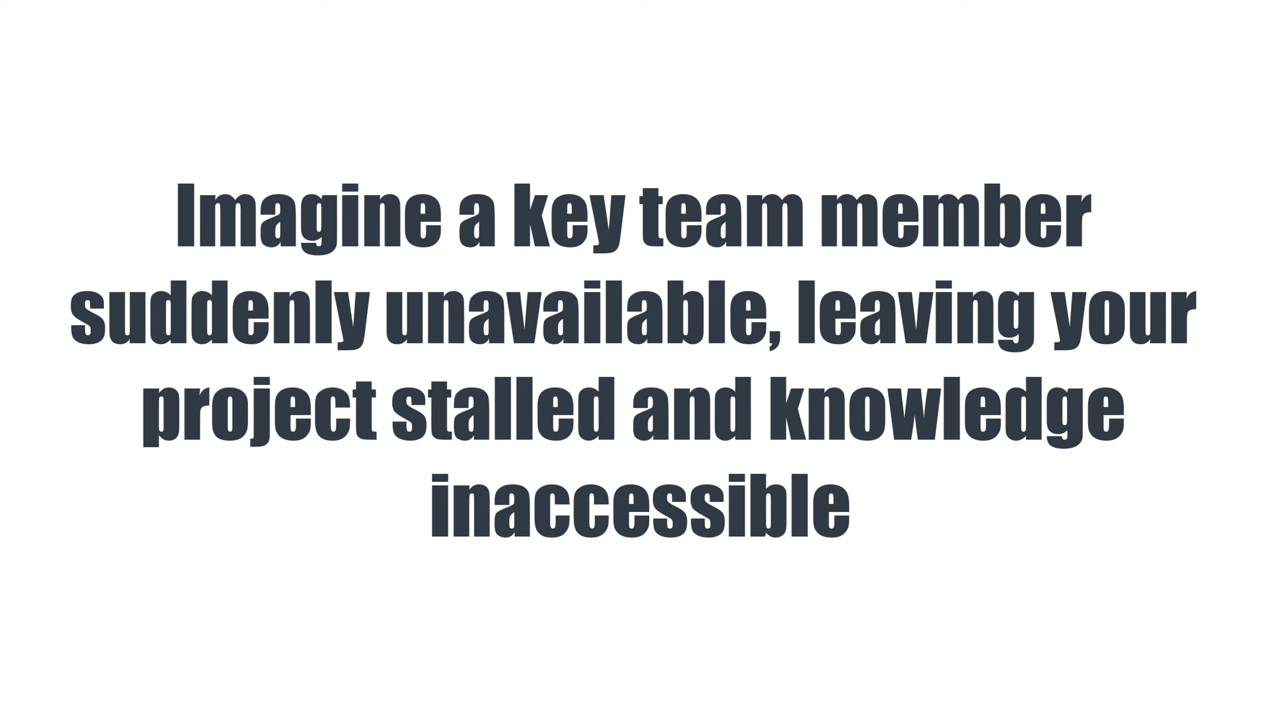 Imagine a key team member
suddenly unavailable, leaving your
project stalled and knowledge
inaccessible